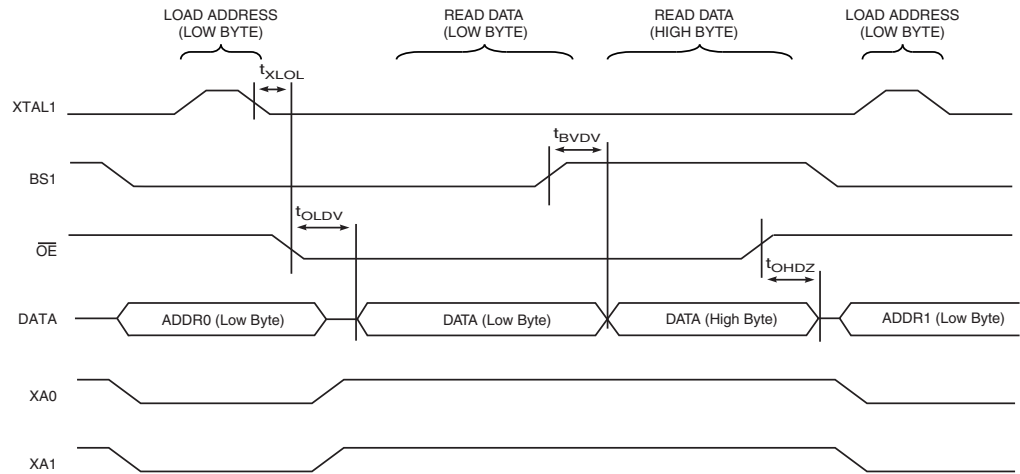 LOAD ADDRESS
(LOW BYTE)
READ DATA
(LOW BYTE)
READ DATA
(HIGH BYTE)
LOAD ADDRESS
(LOW BYTE)
tXLOL
XTAL1
tBVDV
BS1
tOLDV
OE
tOHDZ
DATA
ADDR0 (Low Byte)
DATA (Low Byte)
DATA (High Byte)
ADDR1 (Low Byte)
XA0
XA1